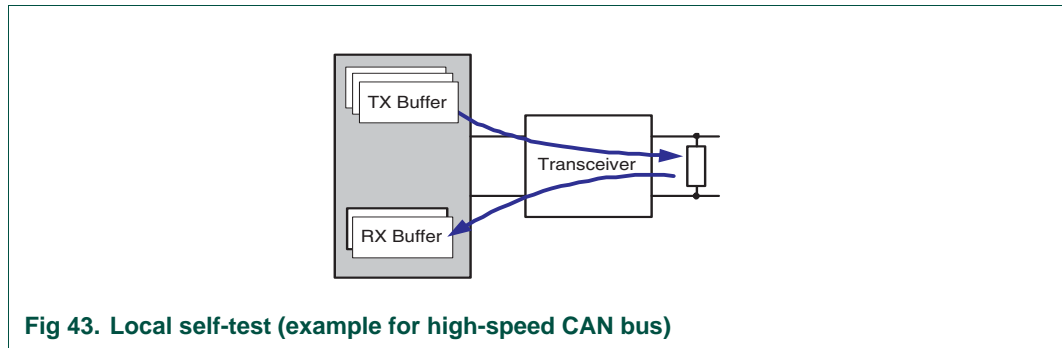 TX Buffer
Transceiver
RX Buffer
Fig 43. Local self-test (example for high-speed CAN bus)